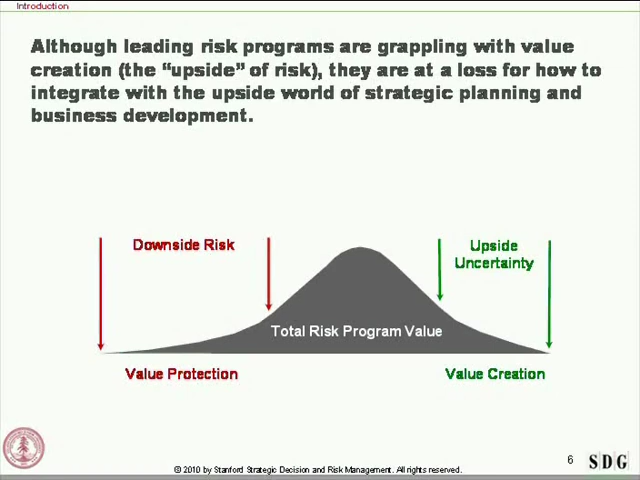 Introduction
Although leading risk programs are grappling with value
creation (the “upside” of risk), they are at a loss for how to
integrate with the upside world of strategic planning and
business development.
Downside Risk
Upside
Uncertainty
Total Risk Program Value
Value Protection
Value Creation
6
SDG
© 2010 by Stanford Strategic Decision and Risk Management. All rights reserved.